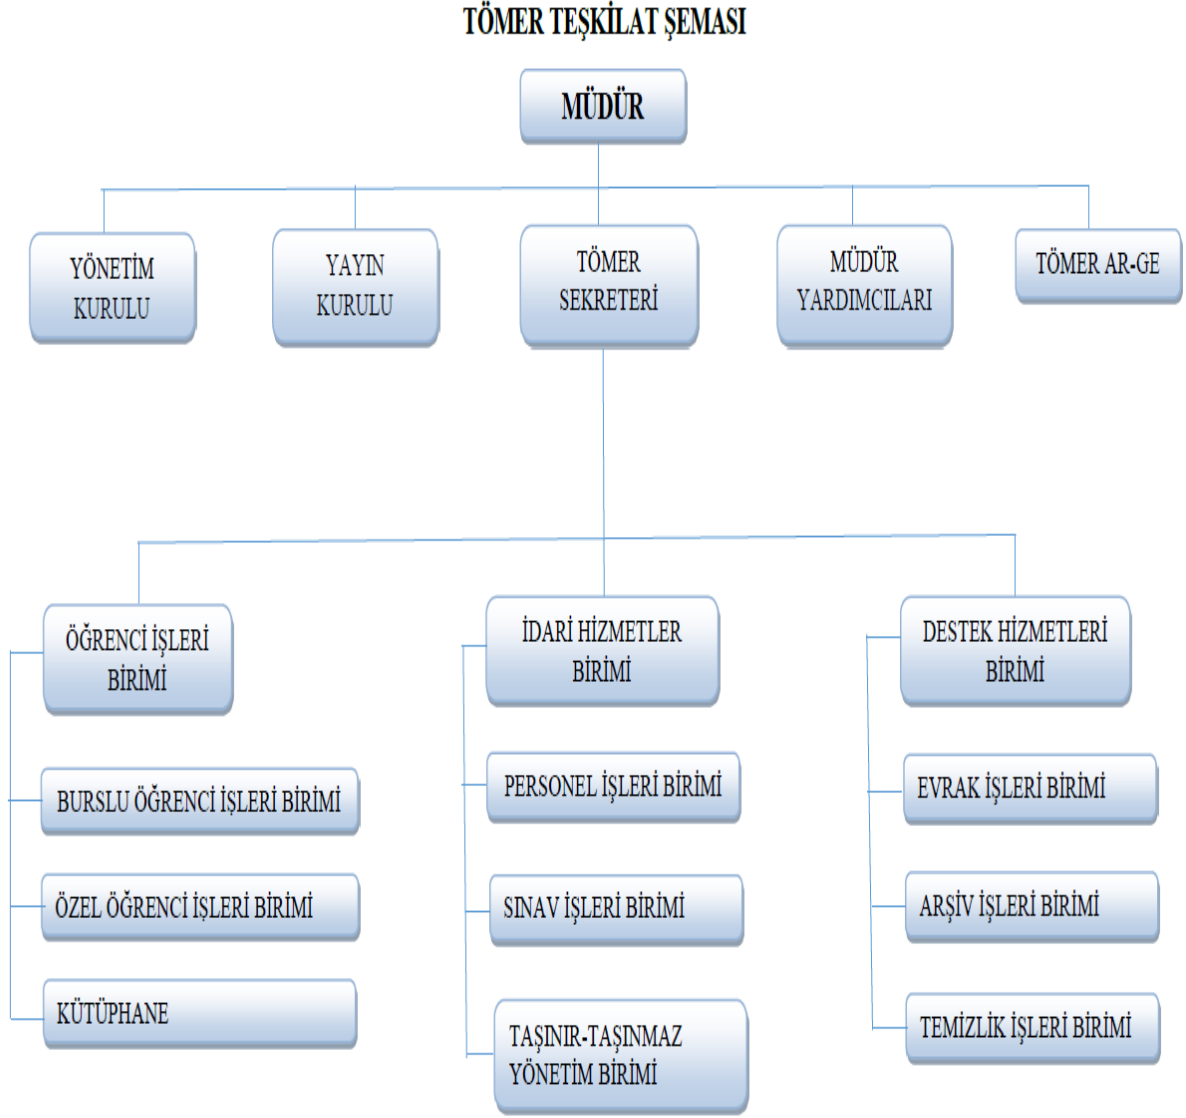 TÖMER TEŞKİLAT ŞEMASI
MÜDÜR
YÖNETİM
KURULU
YAYIN
KURULU
TÖMER
SEKRETERİ
MÜDÜR
YARDIMCILARI
TÖMER AR-GE
ÖĞRENCİ İŞLERİ
BİRİMİ
BURSLU ÖĞRENCİ İŞLERİ BİRİMİ
ÖZEL ÖĞRENCİ İŞLERİ BİRİMİ
KÜTÜPHANE
İDARİ HİZMETLER
BİRİMİ
PERSONEL İŞLERİ BİRİMİ
SINAV İŞLERİ BİRİMİ
TAŞINIR-TAŞINMAZ
YÖNETİM BİRİMİ
DESTEK HİZMETLERİ
BİRİMİ
EVRAK İŞLERİ BİRİMİ
ARŞİV İŞLERİ BİRİMİ
TEMİZLİK İŞLERİ BİRİMİ